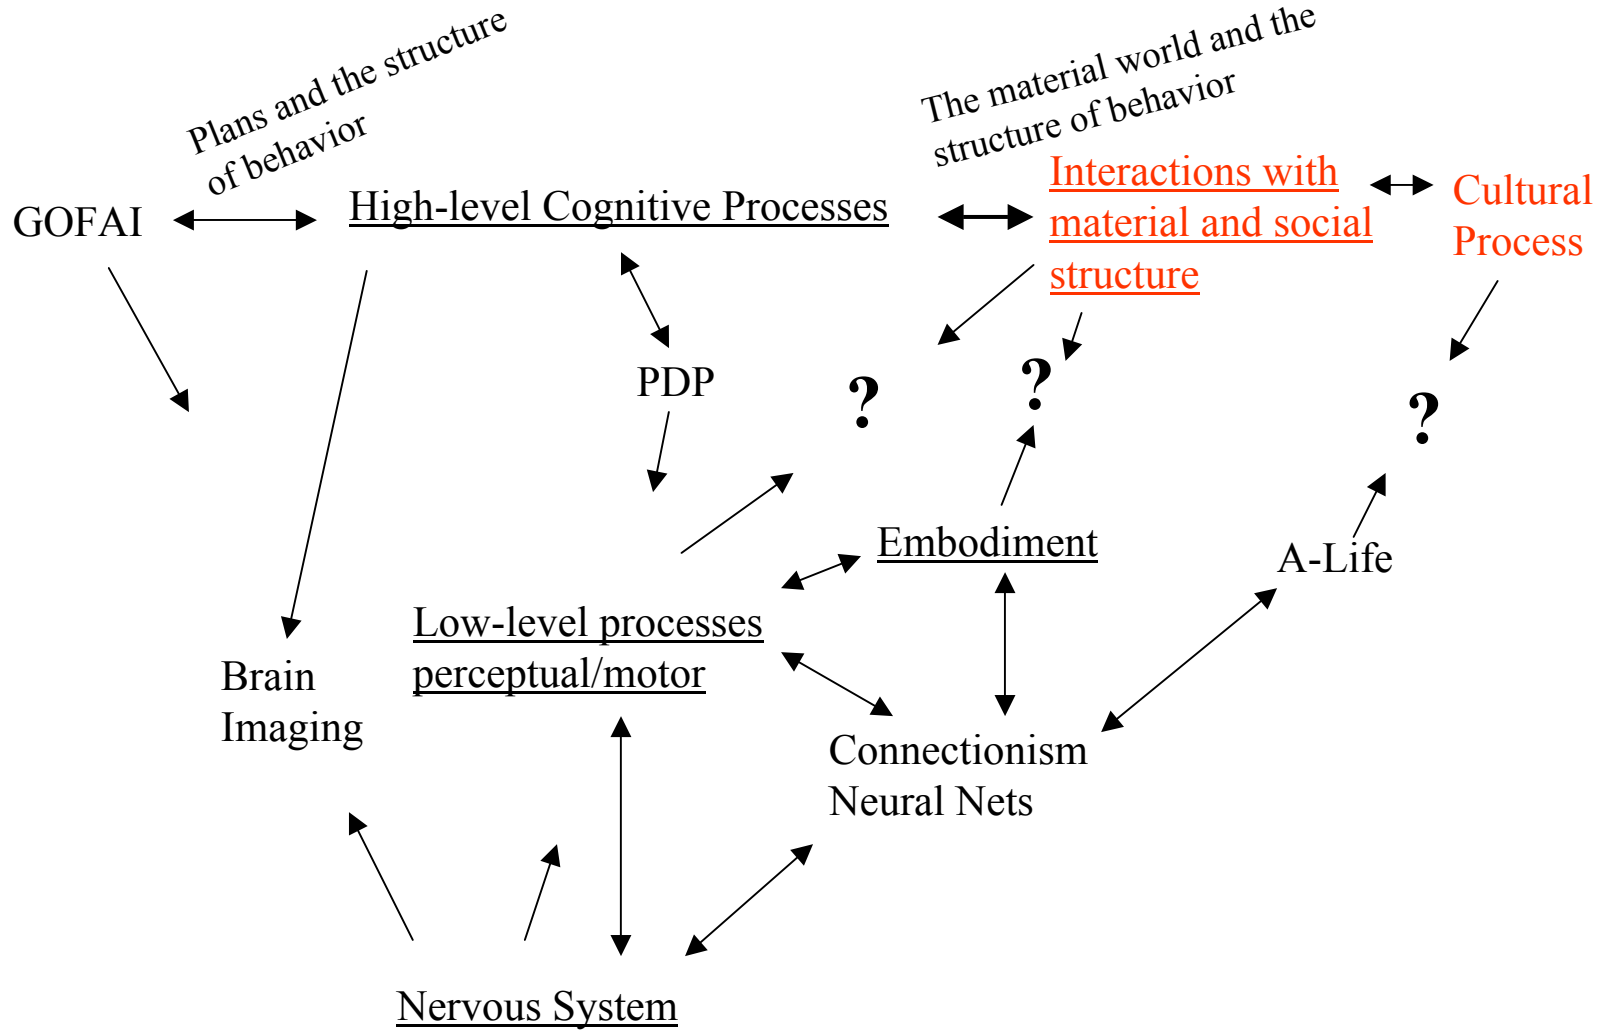 Plans and the structure
of behavior
The material world and the
structure of behavior
GOFAI
High-level Cognitive Processes
Interactions with
material and social
structure
Cultural
Process
PDP
?
?
?
Embodiment
A-Life
Low-level processes
perceptual/motor
Brain
Imaging
Connectionism
Neural Nets
Nervous System